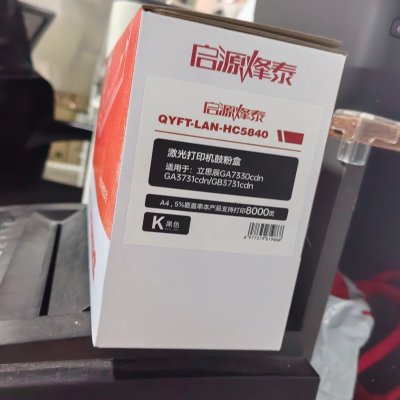 启源烽泰
启源烽泰
QYFT-LAN-HC5840
激光打印机鼓粉盒
适用于：立思辰GA7330cdn
GA3731cdn/GB3731cdn
A4，5%覆盖率本产品支持打印8000页
K 黑色